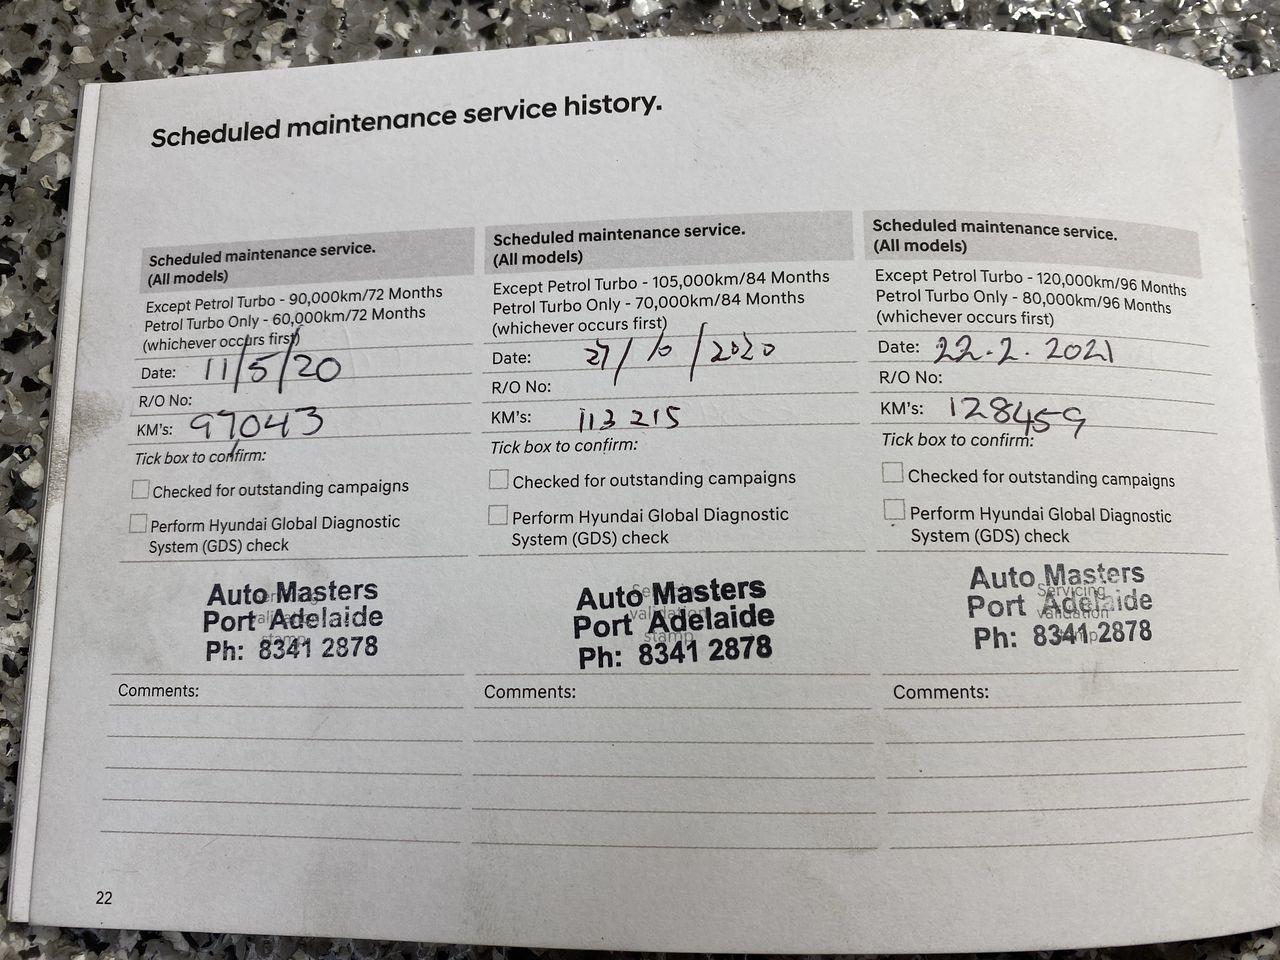 Scheduled maintenance service history.
Scheduled maintenance service.
(All models)
Except Petrol Turbo - 90,000km/72 Months
Petrol Turbo Only - 60,000km/72 Months
(whichever occurs first)
Date: 11/5/20
R/O No:
KM's: 97043
Tick box to confirm:
Checked for outstanding campaigns
Perform Hyundai Global Diagnostic
System (GDS) check
Auto Masters
Port Adelaide
Ph: 8341 2878
Comments:
Scheduled maintenance service.
(All models)
Except Petrol Turbo - 105,000km/84 Months
Petrol Turbo Only - 70,000km/84 Months
(whichever occurs first)
Date: 27/10/2020
R/O No:
KM's: 113 215
Tick box to confirm:
Checked for outstanding campaigns
Perform Hyundai Global Diagnostic
System (GDS) check
Servicing
validation
stamp
Auto Masters
Port Adelaide
Ph: 8341 2878
Comments:
Scheduled maintenance service.
(All models)
Except Petrol Turbo - 120,000km/96 Months
Petrol Turbo Only - 80,000km/96 Months
(whichever occurs first)
Date: 22.2.2021
R/O No:
KM's: 128459
Tick box to confirm:
Checked for outstanding campaigns
Perform Hyundai Global Diagnostic
System (GDS) check
Servicing
validation
stamp
Auto Masters
Port Adelaide
Ph: 8341 2878
Comments:
22